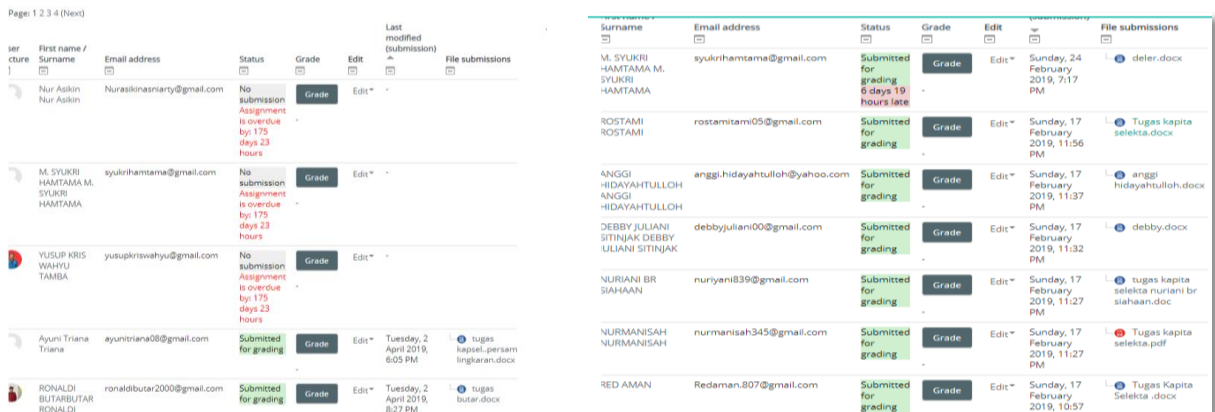 Page: 1 2 3 4 (Next)
ser
cture
First name /
Surname
Email address
Status
Grade
Edit
Last
modified
(submission)
File submissions
Nur Asikin
Nur Asikin
Nurasikinasniarty@gmail.com
No
submission
Assignment
is overdue
by: 175
days 23
hours
Grade
-
Edit
-
M. SYUKRI
HAMTAMA M.
SYUKRI
HAMTAMA
syukrihamtama@gmail.com
No
submission
Assignment
is overdue
by: 175
days 23
hours
Grade
-
Edit
-
YUSUP KRIS
WAHYU
TAMBA
yusupkriswahyu@gmail.com
No
submission
Assignment
is overdue
by: 175
days 23
hours
Grade
-
Edit
-
Ayuni Triana
Triana
ayunitriana08@gmail.com
Submitted
for grading
Grade
-
Edit
Tuesday, 2
April 2019,
6:05 PM
tugas
kapsel..persam
lingkaran.docx
RONALDI
BUTARBUTAR
RONALDI
ronaldibutar2000@gmail.com
Submitted
for grading
Grade
Edit
Tuesday, 2
April 2019,
8:27 PM
tugas
butar.docx
Surname
Email address
Status
Grade
Edit
(submission)
File submissions
M. SYUKRI
HAMTAMA M.
SYUKRI
HAMTAMA
syukrihamtama@gmail.com
Submitted
for
grading
6 days 19
hours late
Grade
-
Edit
Sunday, 24
February
2019, 7:17
PM
deler.docx
ROSTAMI
ROSTAMI
rostamitami05@gmail.com
Submitted
for
grading
Grade
-
Edit
Sunday, 17
February
2019, 11:56
PM
Tugas kapita
selekta.docx
ANGGI
HIDAYAHTULLOH
ANGGI
HIDAYAHTULLOH
anggi.hidayahtulloh@yahoo.com
Submitted
for
grading
Grade
-
Edit
Sunday, 17
February
2019, 11:37
PM
anggi
hidayahtulloh.docx
DEBBY JULIANI
SITINJAK DEBBY
ULIANI SITINJAK
debbyjuliani00@gmail.com
Submitted
for
grading
Grade
-
Edit
Sunday, 17
February
2019, 11:32
PM
debby.docx
NURIANI BR
SIAHAAN
nuriyani839@gmail.com
Submitted
for
grading
Grade
-
Edit
Sunday, 17
February
2019, 11:27
PM
tugas kapita
selekta nuriani br
siahaan.doc
NURMANISAH
NURMANISAH
nurmanisah345@gmail.com
Submitted
for
grading
Grade
-
Edit
Sunday, 17
February
2019, 11:27
PM
Tugas kapita
selekta.pdf
RED AMAN
Redaman.807@gmail.com
Submitted
for
grading
Grade
Edit
Sunday, 17
February
2019, 10:57
Tugas Kapita
Selekta .docx